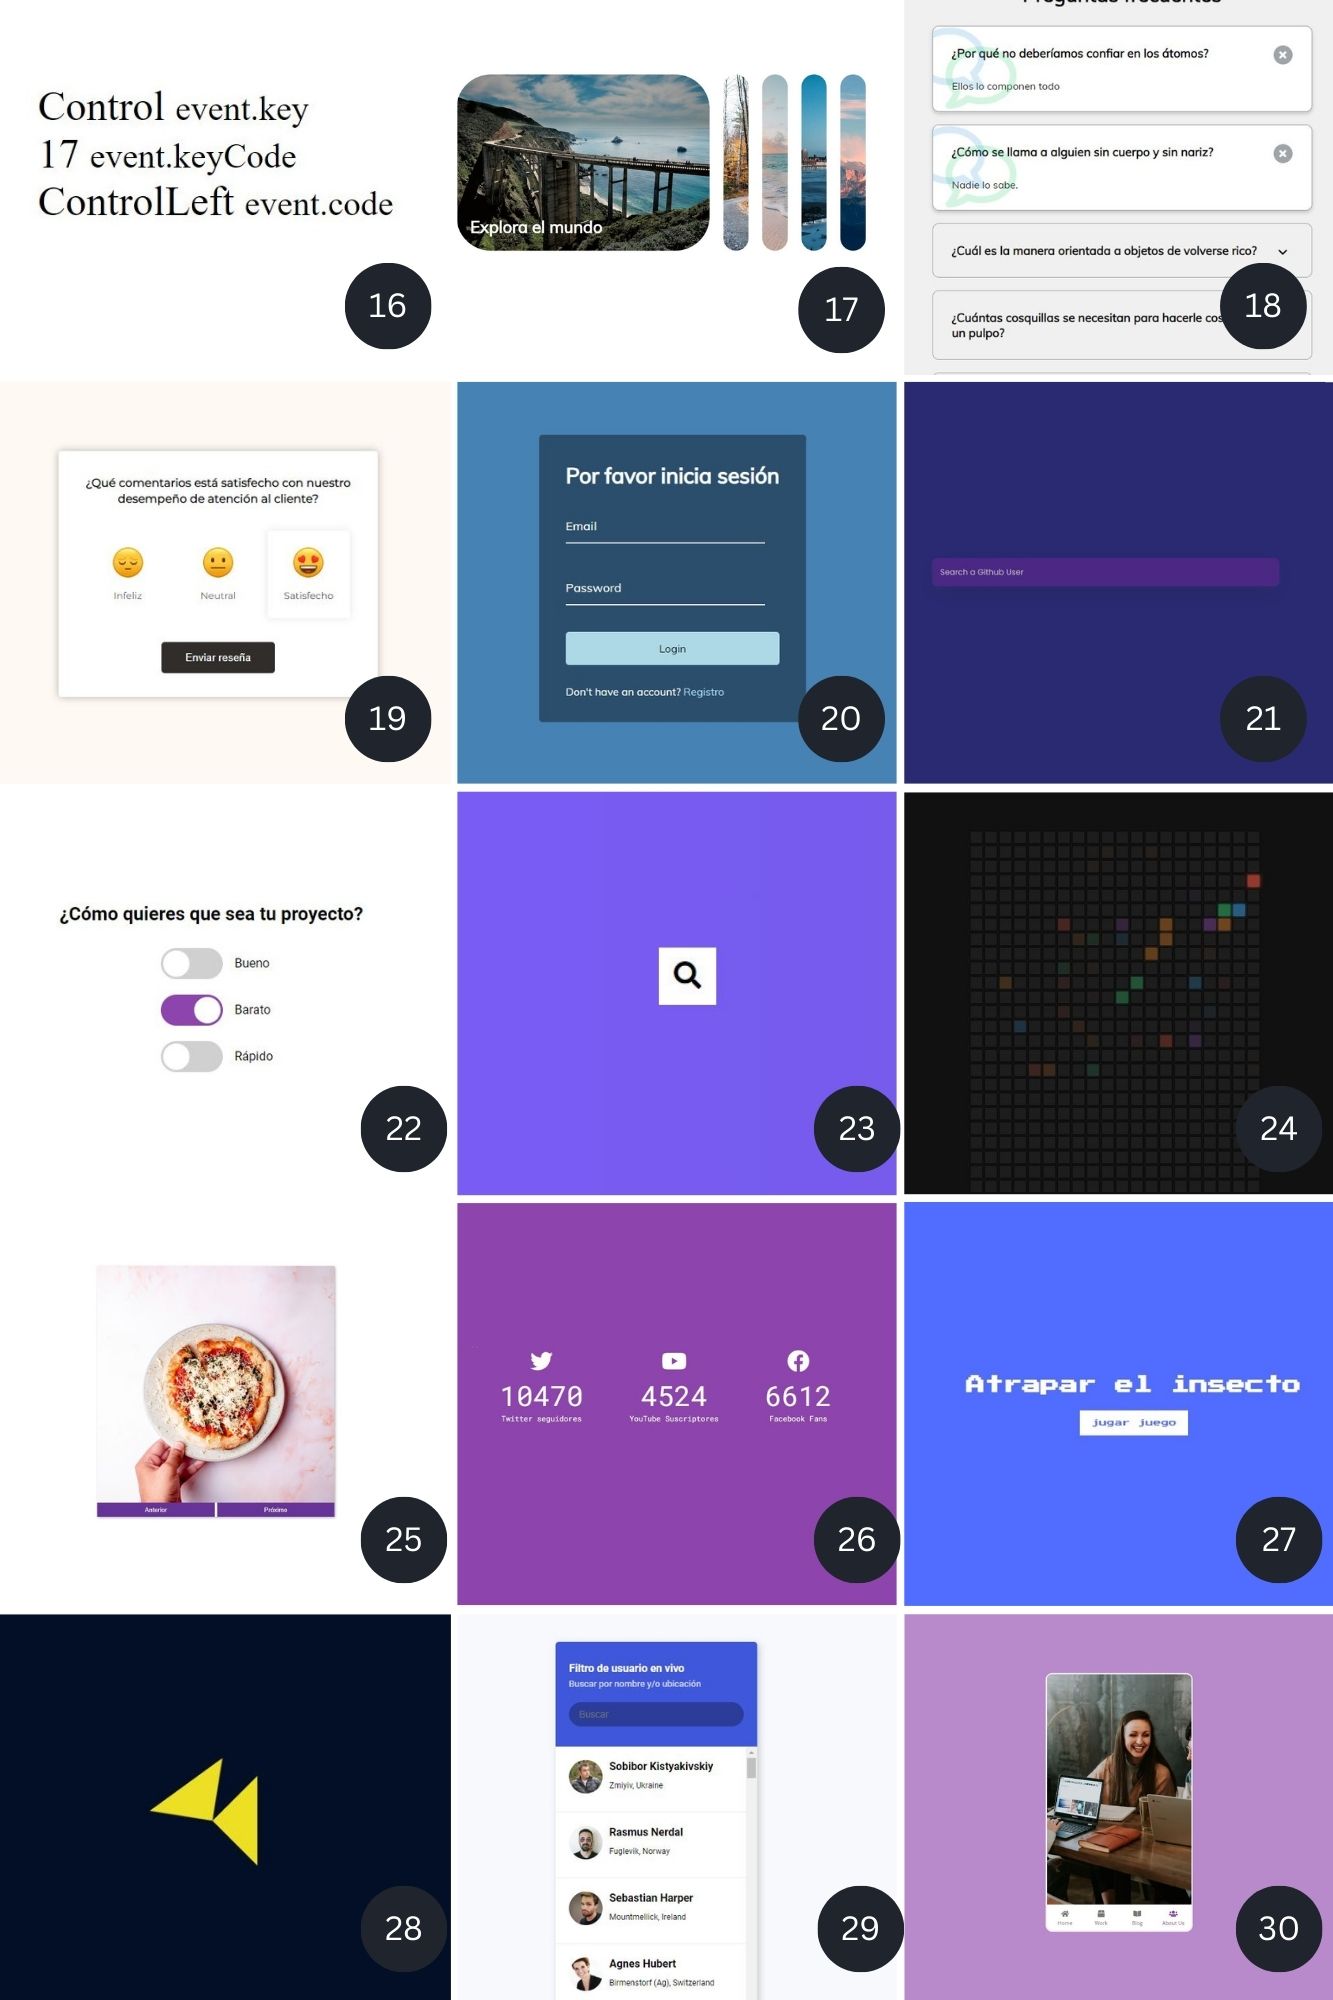 Preguntas frecuentes
Control event.key
17 event.keyCode
ControlLeft event.code
16
Explora el mundo
17
¿Por qué no deberíamos confiar en los átomos?
Ellos lo componen todo
¿Cómo se llama a alguien sin cuerpo y sin nariz?
Nadie lo sabe.
¿Cuál es la manera orientada a objetos de volverse rico?
¿Cuántas cosquillas se necesitan para hacerle cos
un pulpo?
18
¿Qué comentarios está satisfecho con nuestro
desempeño de atención al cliente?
Infeliz
Neutral
Satisfecho
Enviar reseña
19
Por favor inicia sesión
Email
Password
Login
Don't have an account? Registro
20
Search a Github User
21
¿Cómo quieres que sea tu proyecto?
Bueno
Barato
Rápido
22
23
24
Anterior
Próximo
25
10470
Twitter seguidores
4524
YouTube Suscriptores
6612
Facebook Fans
26
Atrapar el insecto
jugar juego
27
28
Filtro de usuario en vivo
Buscar por nombre y/o ubicación
Buscar
Sobibor Kistyakivskiy
Zmiyiv, Ukraine
Rasmus Nerdal
Fuglevik, Norway
Sebastian Harper
Mountmellick, Ireland
Agnes Hubert
Birmenstorf (Ag), Switzerland
29
Home
Work
Blog
About Us
30